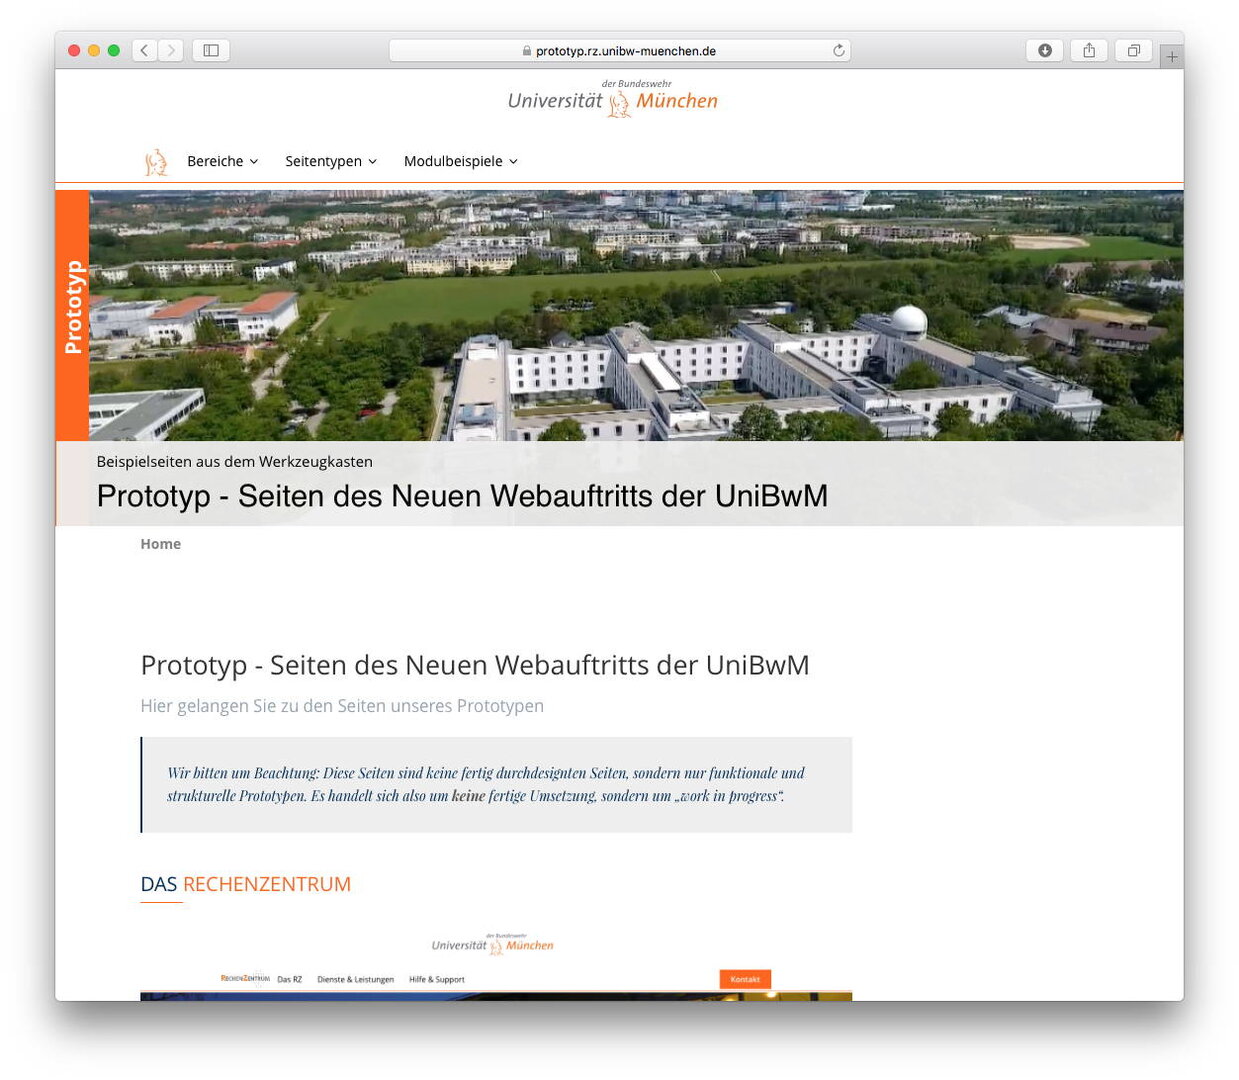 prototyp.rz.unibw-muenchen.de
der Bundeswehr
Universität München
Bereiche Seitentypen Modulbeispiele
Prototyp
Beispielseiten aus dem Werkzeugkasten
Prototyp - Seiten des Neuen Webauftritts der UniBwM
Home
Prototyp - Seiten des Neuen Webauftritts der UniBwM
Hier gelangen Sie zu den Seiten unseres Prototypen
Wir bitten um Beachtung: Diese Seiten sind keine fertig durchdesignten Seiten, sondern nur funktionale und
strukturelle Prototypen. Es handelt sich also um keine fertige Umsetzung, sondern um „work in progress“.
DAS RECHENZENTRUM
der Bundeswehr
Universität München
RECHENZENTRUM Das RZ Dienste & Leistungen Hilfe & Support Kontakt